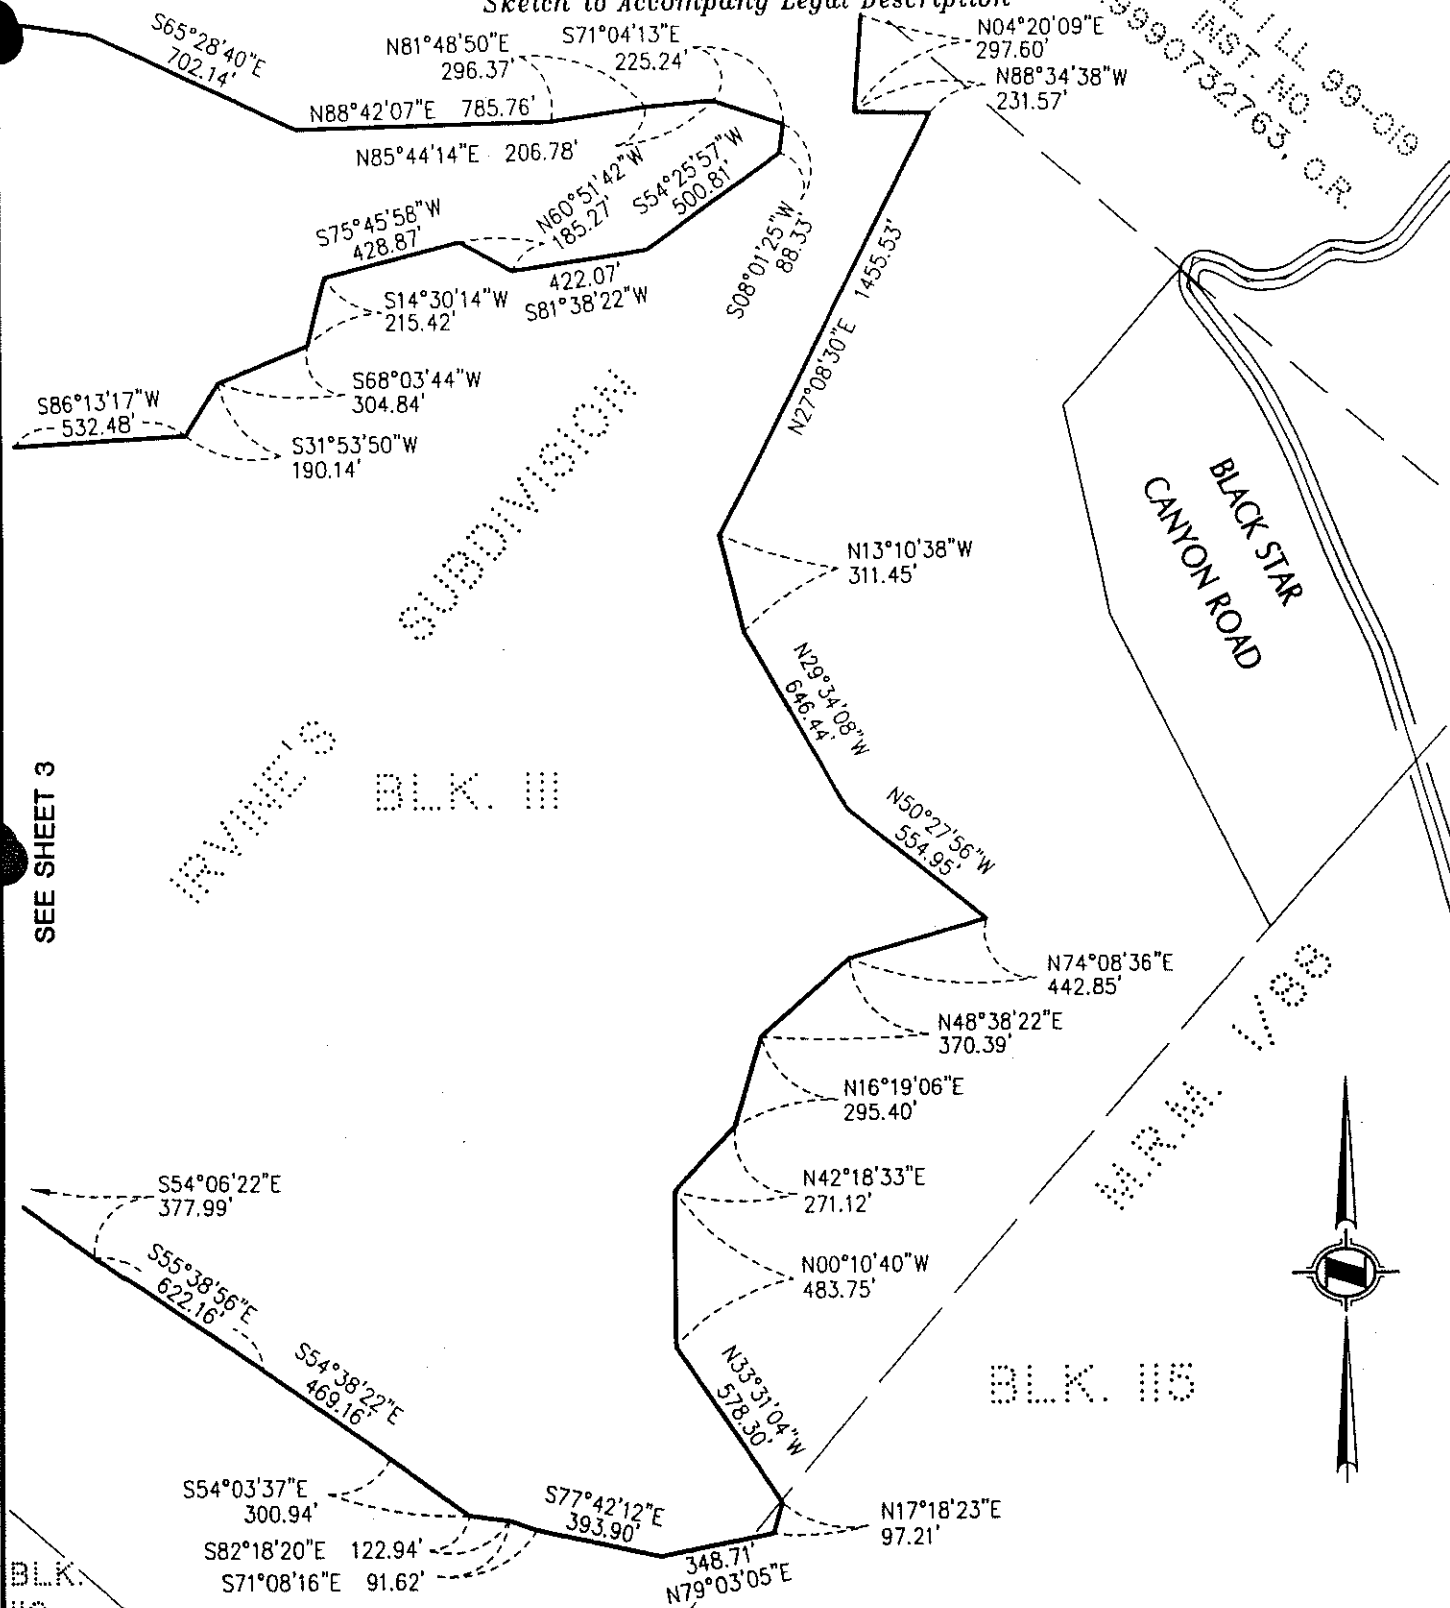 Sketch to Accompany Legal Description
S65°28'40"E
702.14'
N81°48'50"E
296.37'
S71°04'13"E
225.24'
N04°20'09"E
297.60'
N88°34'38"W
231.57'
LL 99-019
INST. NO.
19990732763, O.R.
N88°42'07"E 785.76'
N85°44'14"E 206.78'
N60°51'42"W
185.27'
S54°25'57"W
500.81'
S08°01'25"W
88.33'
S75°45'58"W
428.87'
422.07'
S81°38'22"W
S14°30'14"W
215.42'
S68°03'44"W
304.84'
S86°13'17"W
532.48'
S31°53'50"W
190.14'
N27°08'30"E 1455.53'
BLACK STAR
CANYON ROAD
N13°10'38"W
311.45'
N29°34'08"W
646.44'
IRVINE'S
SUBDIVISION
BLK. 111
SEE SHEET 3
N50°27'56"W
554.95'
N74°08'36"E
442.85'
N48°38'22"E
370.39'
N16°19'06"E
295.40'
M.R.M. 1/88
N42°18'33"E
271.12'
N00°10'40"W
483.75'
S54°06'22"E
377.99'
S55°38'56"E
622.16'
S54°38'22"E
469.16'
N33°31'04"W
578.30'
BLK. 115
S54°03'37"E
300.94'
S77°42'12"E
393.90'
N17°18'23"E
97.21'
S82°18'20"E 122.94'
S71°08'16"E 91.62'
348.71'
N79°03'05"E
BLK.